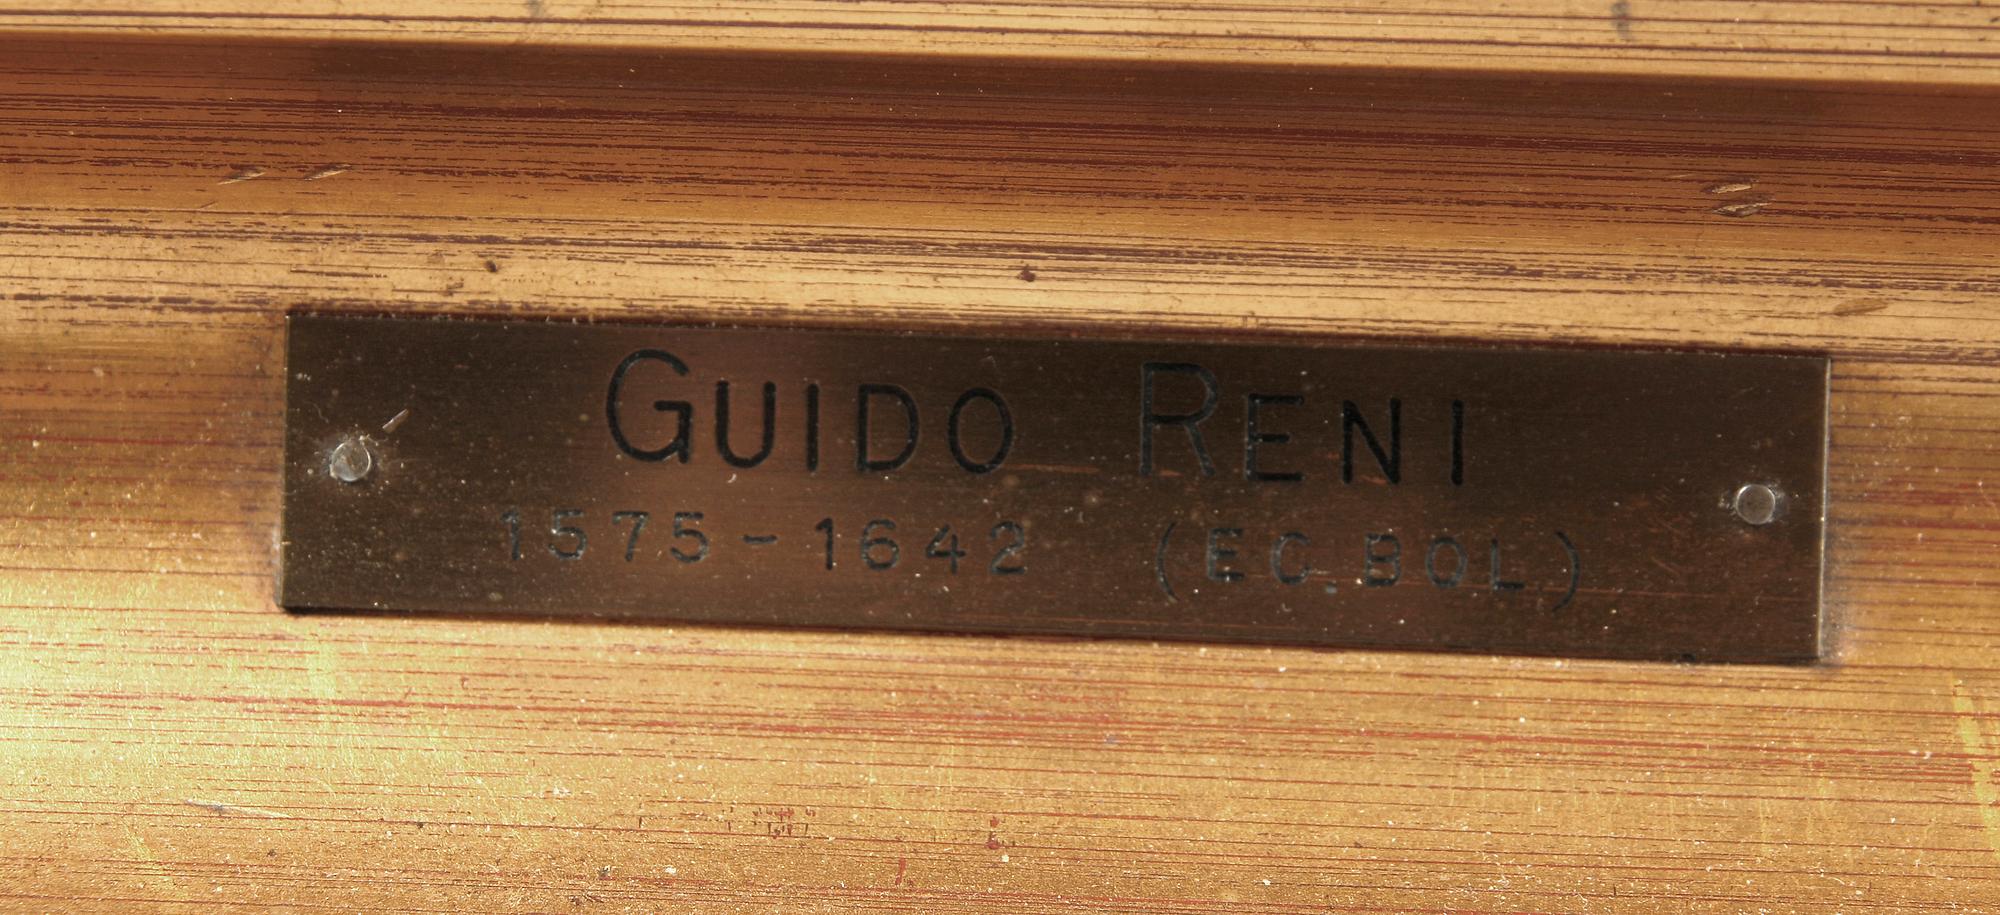 GUIDO RENI
1575-1642 (EC.BOL)